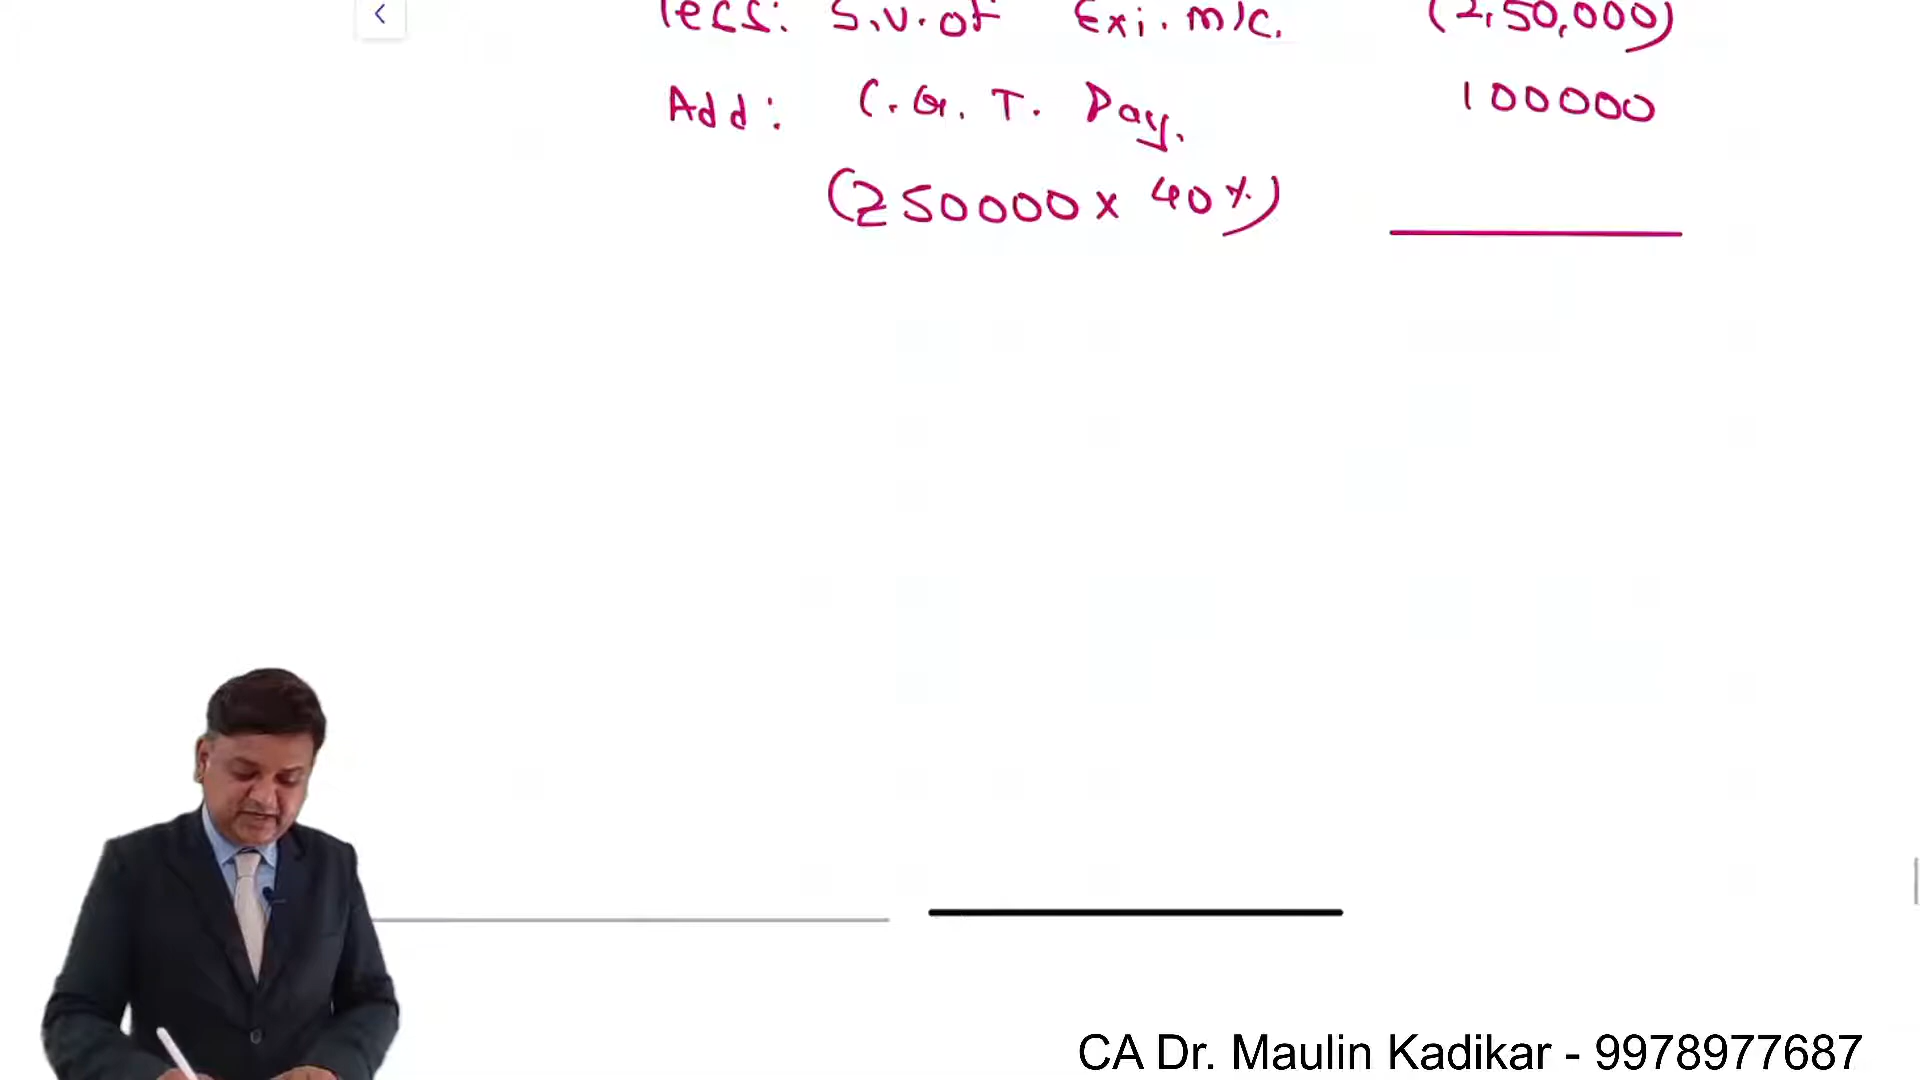 less: S.V. of Exi. m/c. (2,50,000)
Add: C.G.T. Pay. 100000
(250000 x 40%)
CA Dr. Maulin Kadikar - 9978977687